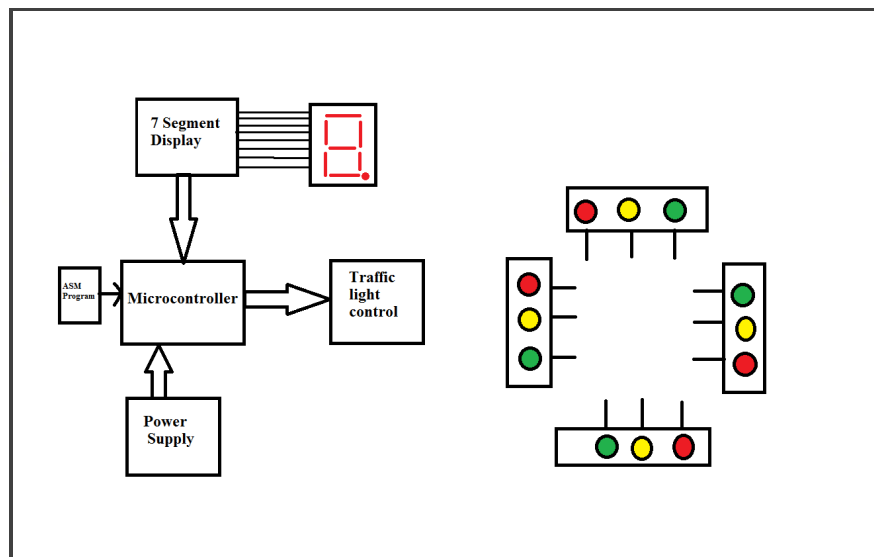 7 Segment
Display
ASM
Program
Microcontroller
Traffic
light
control
Power
Supply